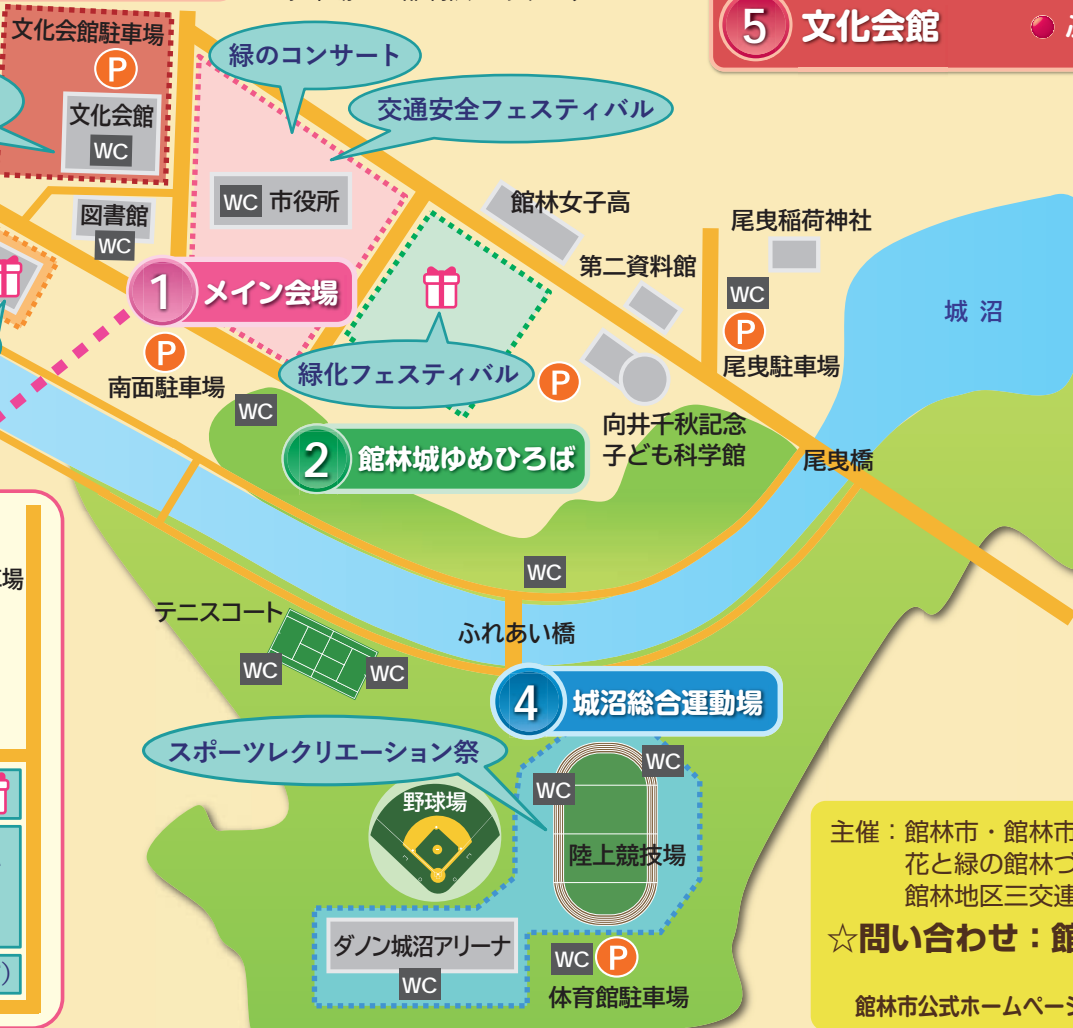 文化会館駐車場
P
文化会館
WC
緑のコンサート
交通安全フェスティバル
5 文化会館
WC 市役所
図書館
WC
館林女子高
第二資料館
尾曳稲荷神社
WC
P
尾曳駐車場
城沼
1 メイン会場
P
南面駐車場
緑化フェスティバル
P
WC
2 館林城ゆめひろば
向井千秋記念
子ども科学館
尾曳橋
場
WC
テニスコート
WC
WC
ふれあい橋
4 城沼総合運動場
スポーツレクリエーション祭
WC
WC
野球場
陸上競技場
ダノン城沼アリーナ
WC
WC P
体育館駐車場
)
主催：館林市・館林市
花と緑の館林づ
館林地区三交連
☆問い合わせ：館
館林市公式ホームページ